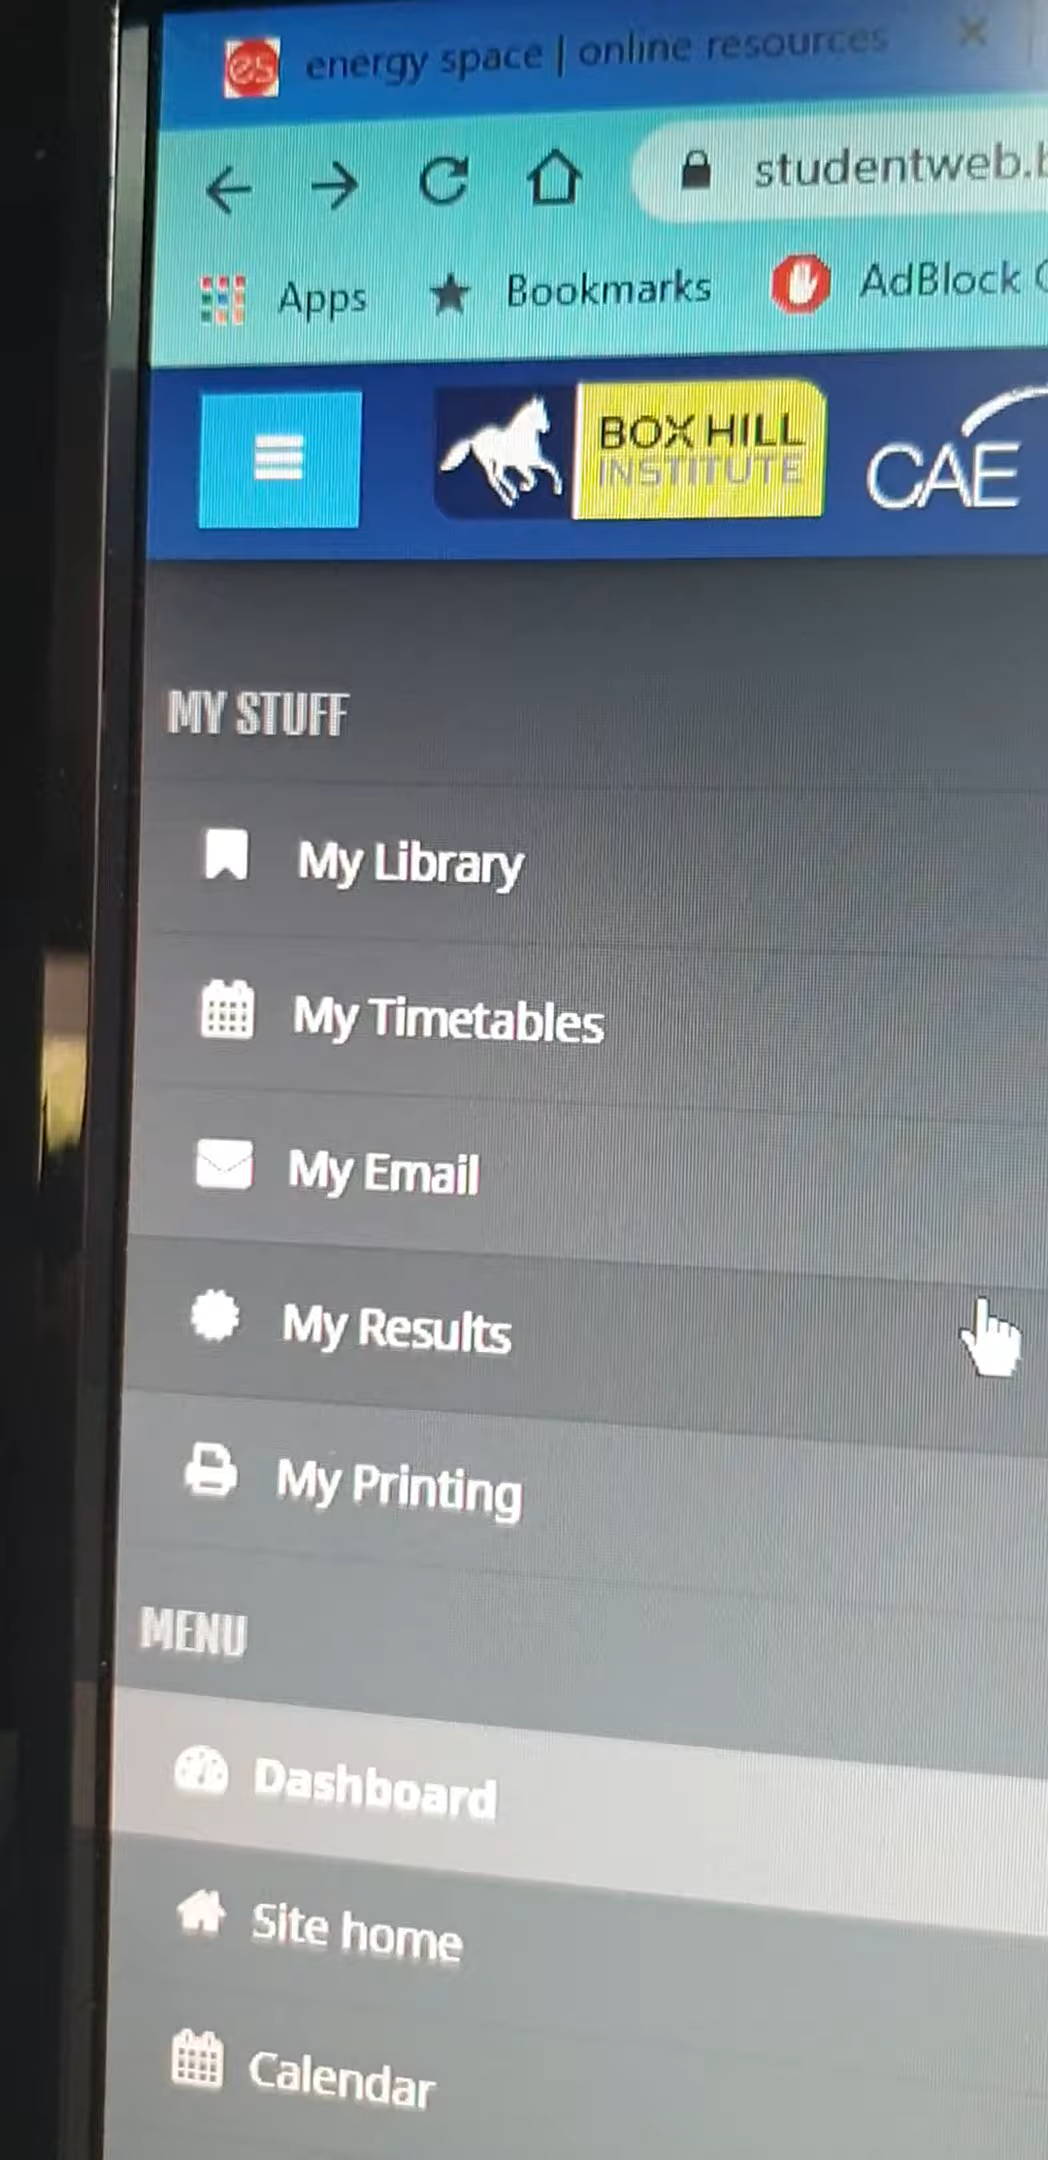 es energy space | online resources
studentweb.
Apps Bookmarks AdBlock
BOX HILL
INSTITUTE
CAE
MY STUFF
My Library
My Timetables
My Email
My Results
My Printing
MENU
Dashboard
Site home
Calendar